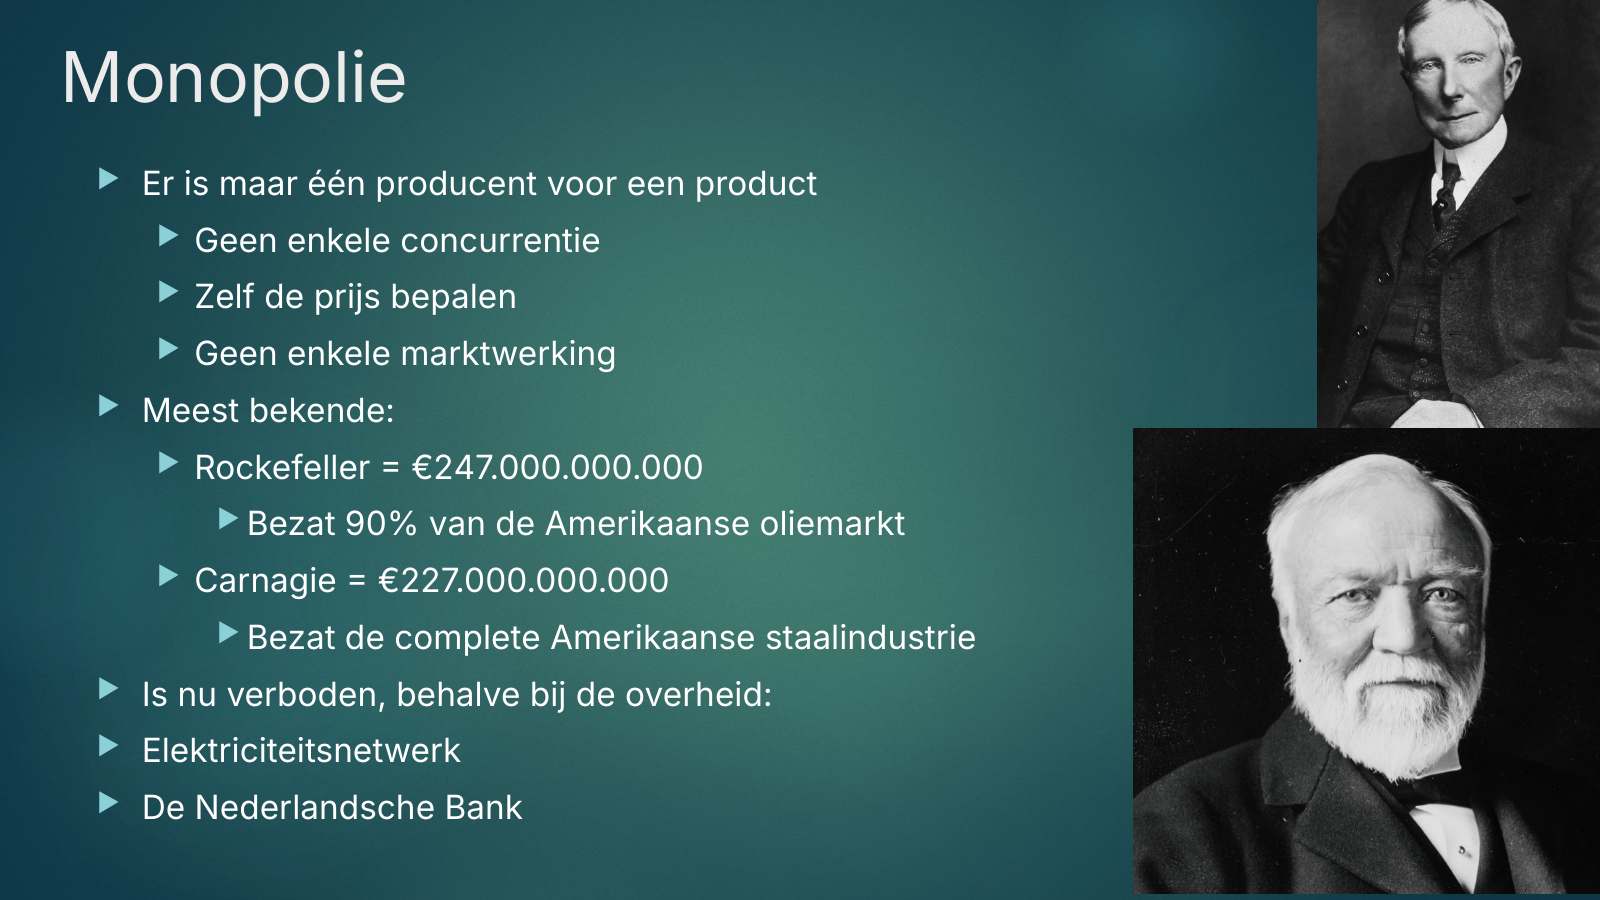 Monopolie
Er is maar één producent voor een product
Geen enkele concurrentie
Zelf de prijs bepalen
Geen enkele marktwerking
Meest bekende:
Rockefeller = €247.000.000.000
Bezat 90% van de Amerikaanse oliemarkt
Carnagie = €227.000.000.000
Bezat de complete Amerikaanse staalindustrie
Is nu verboden, behalve bij de overheid:
Elektriciteitsnetwerk
De Nederlandsche Bank